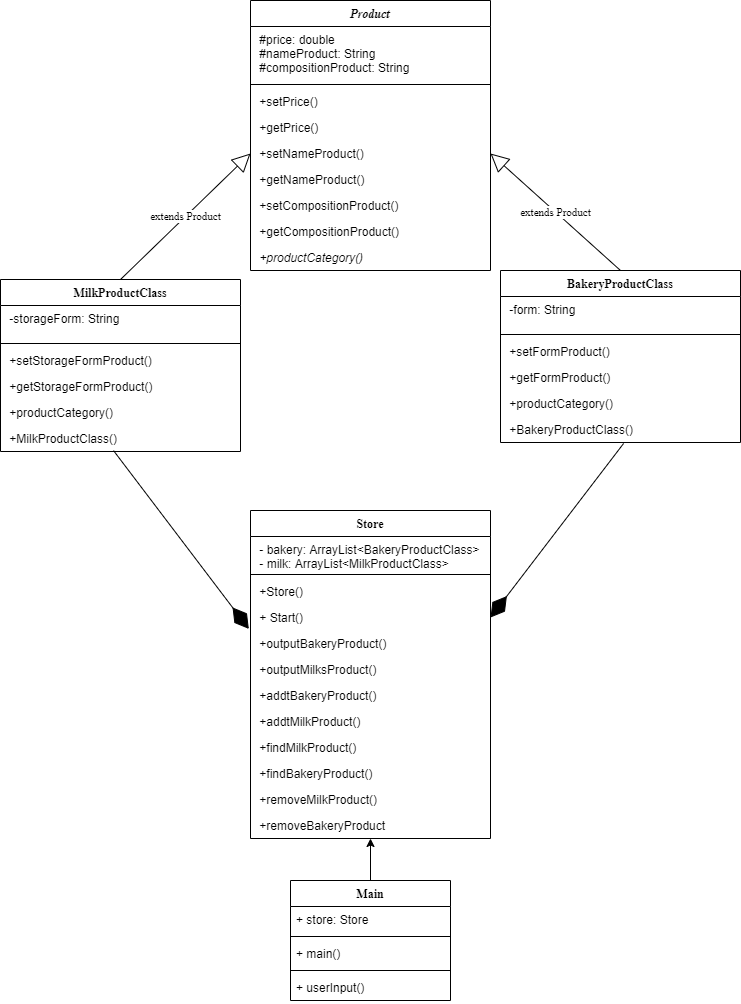 Product
#price: double
#nameProduct: String
#compositionProduct: String
+setPrice()
+getPrice()
+setNameProduct()
+getNameProduct()
+setCompositionProduct()
+getCompositionProduct()
+productCategory()
extends Product
extends Product
MilkProductClass
-storageForm: String
+setStorageFormProduct()
+getStorageFormProduct()
+productCategory()
+MilkProductClass()
BakeryProductClass
-form: String
+setFormProduct()
+getFormProduct()
+productCategory()
+BakeryProductClass()
Store
- bakery: ArrayList<BakeryProductClass>
- milk: ArrayList<MilkProductClass>
+Store()
+ Start()
+outputBakeryProduct()
+outputMilksProduct()
+addtBakeryProduct()
+addtMilkProduct()
+findMilkProduct()
+findBakeryProduct()
+removeMilkProduct()
+removeBakeryProduct
Main
+ store: Store
+ main()
+ userInput()